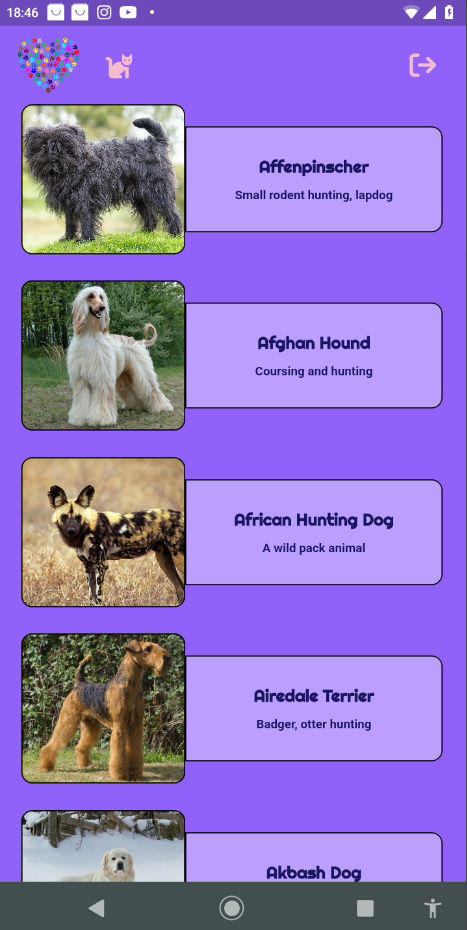 18:46
Affenpinscher
Small rodent hunting, lapdog
Afghan Hound
Coursing and hunting
African Hunting Dog
A wild pack animal
Airedale Terrier
Badger, otter hunting
Akbash Dog